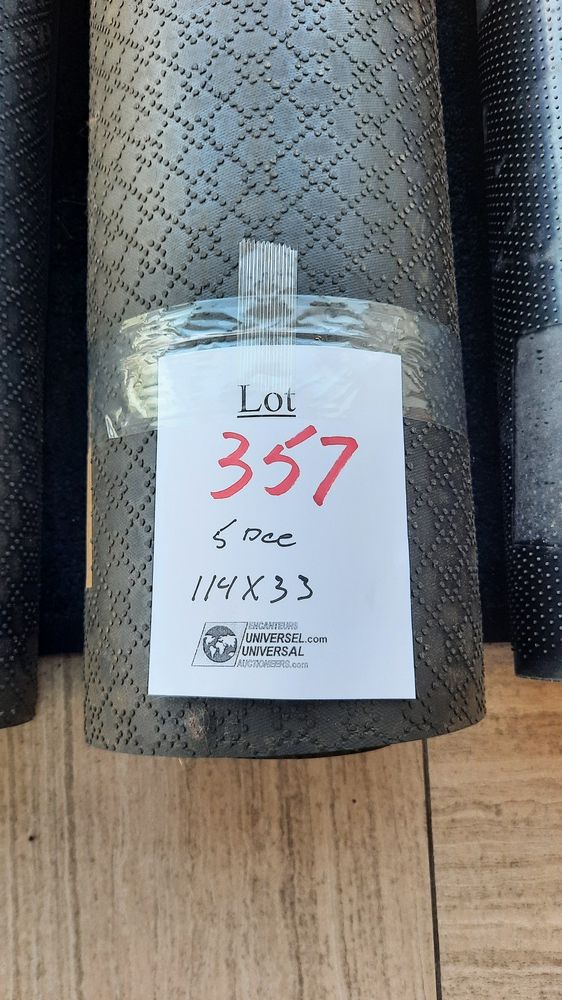 Lot
357
5 pce
114X33
ENCANTEURS
UNIVERSEL.com
UNIVERSAL
AUCTIONEERS.com